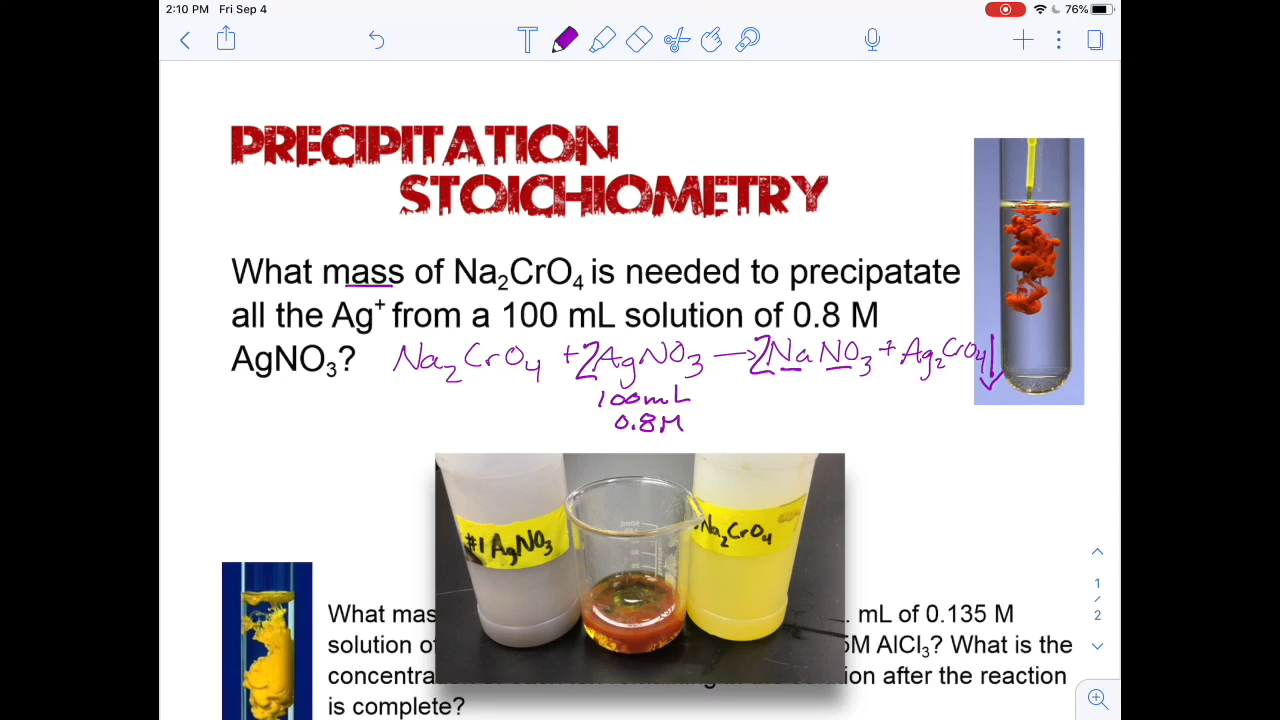 2:10 PM Fri Sep 4
76%
PRECIPITATION
STOICHIOMETRY
What mass of Na₂CrO₄ is needed to precipatate
all the Ag⁺ from a 100 mL solution of 0.8 M
AgNO₃?
Na₂CrO₄ + 2AgNO₃ → 2NaNO₃ + Ag₂CrO₄↓
100mL
0.8M
#1 AgNO₃
Na₂CrO₄
What mas
. mL of 0.135 M
solution of
5M AlCl₃? What is the
concentra
ion after the reaction
is complete?
1
/
2